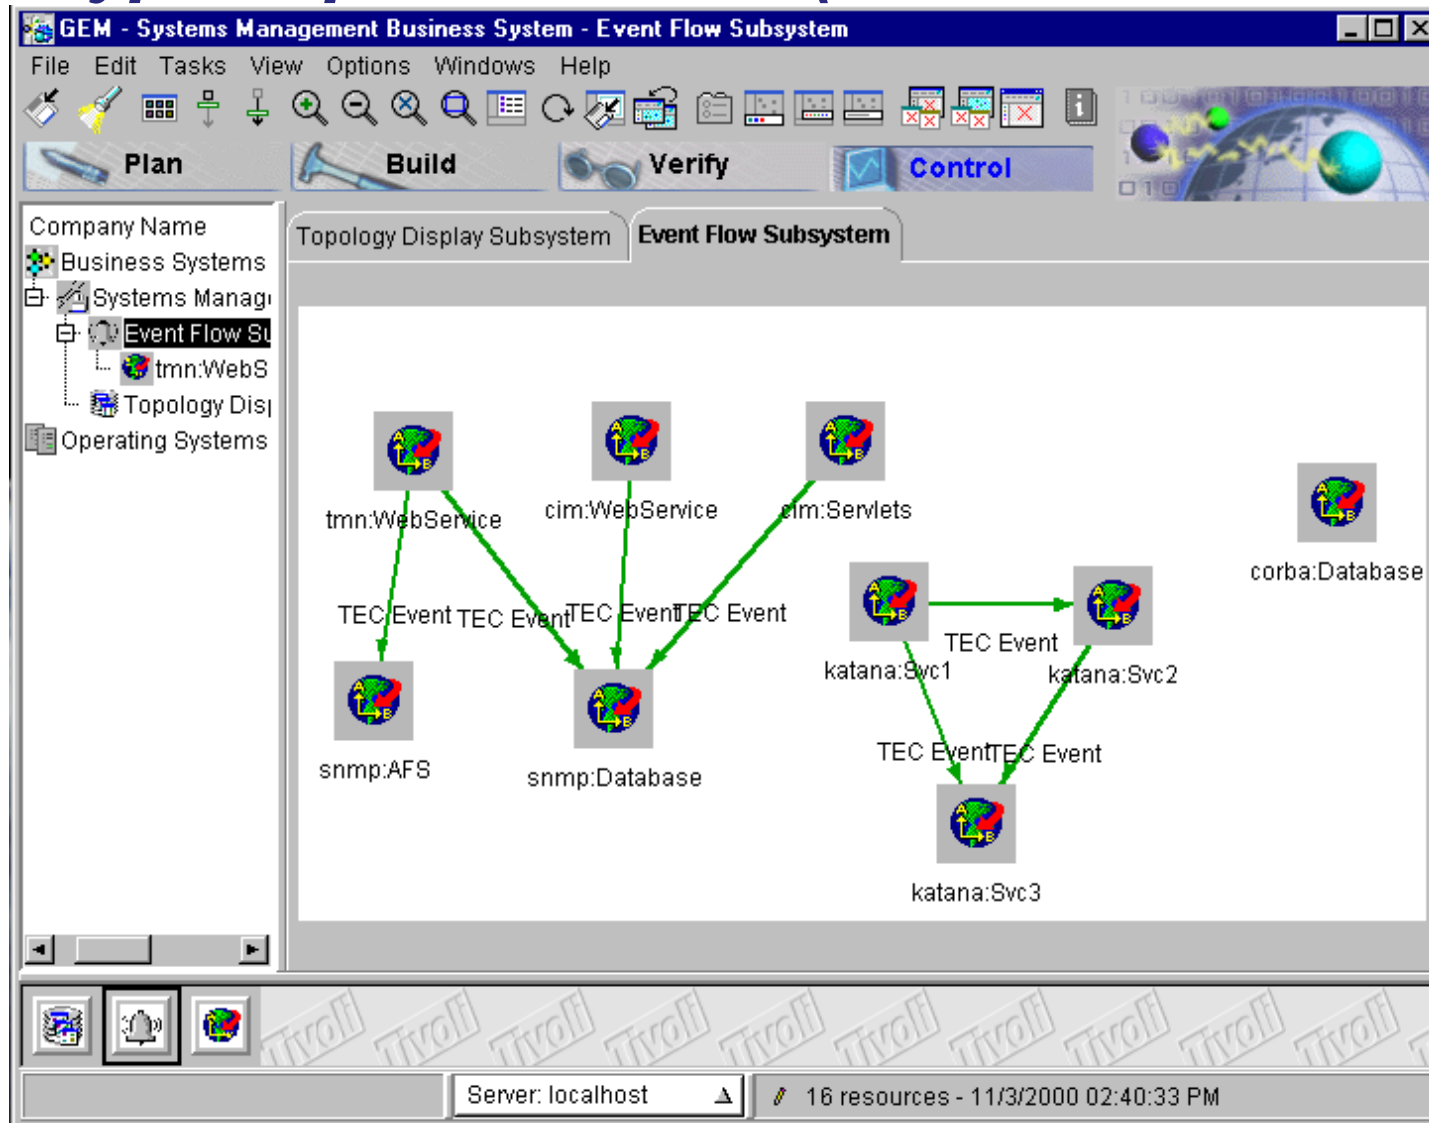 GEM - Systems Management Business System - Event Flow Subsystem
File Edit Tasks View Options Windows Help
Plan Build Verify Control
Company Name
Business Systems
Systems Manag
Event Flow Su
tmn:WebS
Topology Disp
Operating Systems
Topology Display Subsystem Event Flow Subsystem
tmn:WebService cim:WebService cim:Servlets
corba:Database
TEC Event TEC Event TEC Event TEC Event
TEC Event
katana:Svc1 katana:Svc2
TEC Event TEC Event
snmp:AFS snmp:Database
katana:Svc3
Tivoli Tivoli Tivoli Tivoli Tivoli Tivoli Tivoli Tivoli Tivoli Tivoli
Server: localhost
16 resources - 11/3/2000 02:40:33 PM